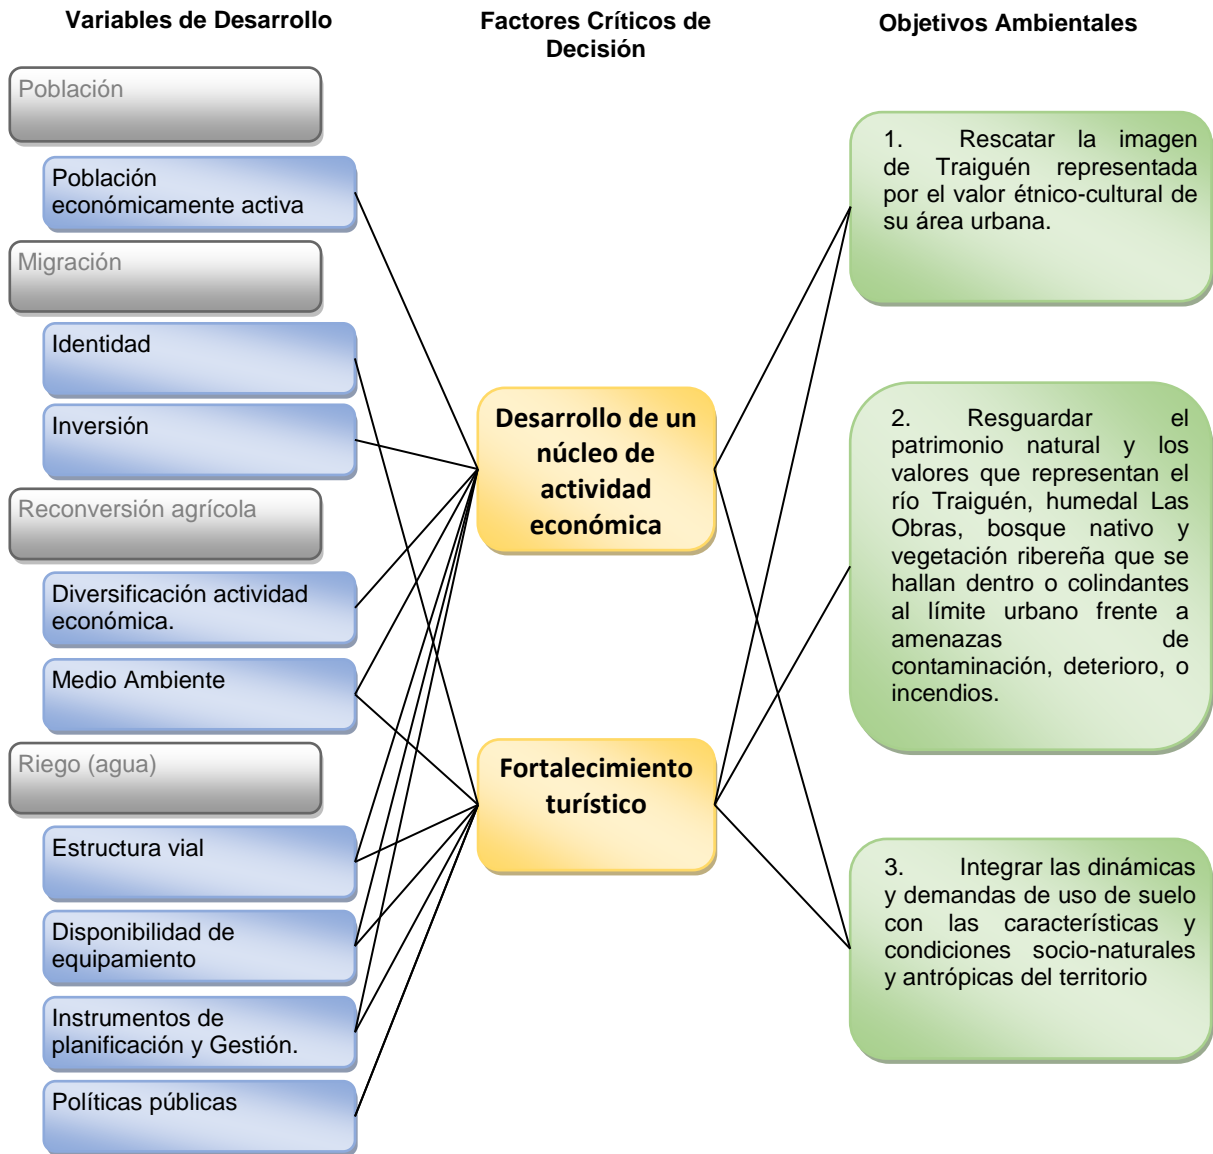 Variables de Desarrollo
Factores Críticos de
Decisión
Objetivos Ambientales
Población
Población
económicamente activa
Migración
Identidad
Inversión
Reconversión agrícola
Diversificación actividad
económica.
Medio Ambiente
Riego (agua)
Estructura vial
Disponibilidad de
equipamiento
Instrumentos de
planificación y Gestión.
Políticas públicas
Desarrollo de un
núcleo de
actividad
económica
Fortalecimiento
turístico
1. Rescatar la imagen
de Traiguén representada
por el valor étnico-cultural de
su área urbana.
2. Resguardar el
patrimonio natural y los
valores que representan el
río Traiguén, humedal Las
Obras, bosque nativo y
vegetación ribereña que se
hallan dentro o colindantes
al límite urbano frente a
amenazas de
contaminación, deterioro, o
incendios.
3. Integrar las dinámicas
y demandas de uso de suelo
con las características y
condiciones socio-naturales
y antrópicas del territorio